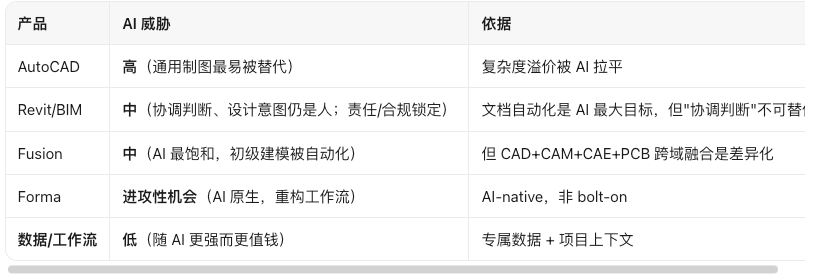 产品 AI 威胁 依据
AutoCAD 高（通用制图最易被替代） 复杂度溢价被 AI 拉平
Revit/BIM 中（协调判断、设计意图仍是人；责任/合规锁定） 文档自动化是 AI 最大目标，但"协调判断"不可替
Fusion 中（AI 最饱和，初级建模被自动化） 但 CAD+CAM+CAE+PCB 跨域融合是差异化
Forma 进攻性机会（AI 原生，重构工作流） AI-native，非 bolt-on
数据/工作流 低（随 AI 更强而更值钱） 专属数据 + 项目上下文